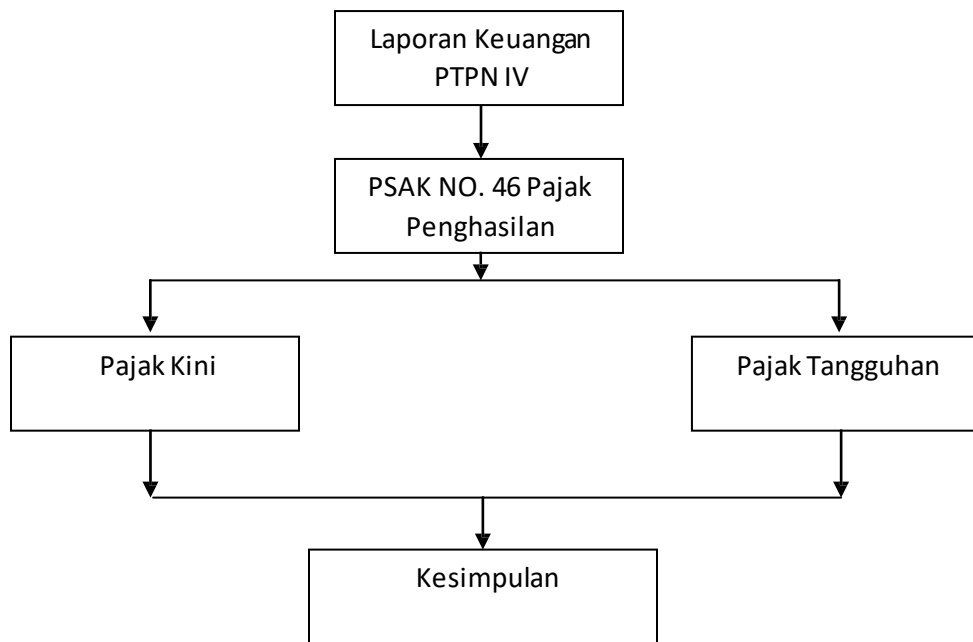 Laporan Keuangan
PTPN IV
PSAK NO. 46 Pajak
Penghasilan
Pajak Kini
Pajak Tangguhan
Kesimpulan